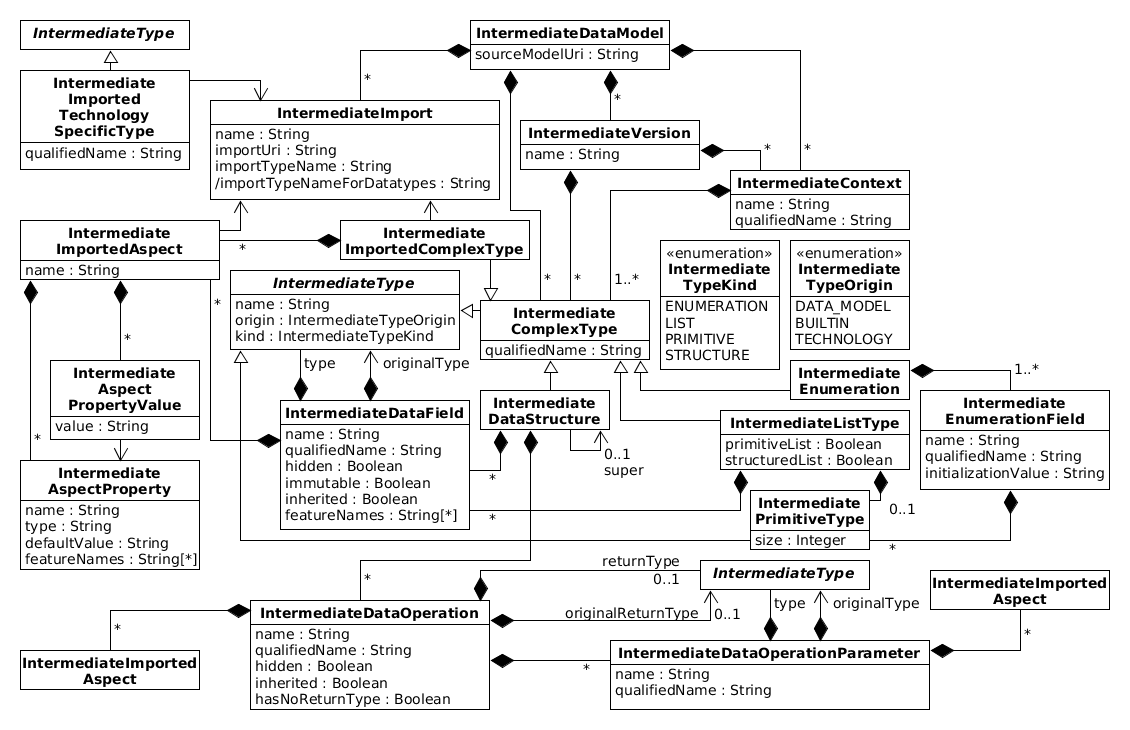 IntermediateType
Intermediate
Imported
Technology
SpecificType
qualifiedName : String
IntermediateDataModel
sourceModelUri : String
*
*
*
*
IntermediateImport
name : String
importUri : String
importTypeName : String
/importTypeNameForDatatypes : String
IntermediateVersion
name : String
IntermediateContext
name : String
qualifiedName : String
Intermediate
ImportedAspect
name : String
*
Intermediate
ImportedComplexType
*
*
1..*
«enumeration»
Intermediate
TypeKind
ENUMERATION
LIST
PRIMITIVE
STRUCTURE
«enumeration»
Intermediate
TypeOrigin
DATA_MODEL
BUILTIN
TECHNOLOGY
IntermediateType
name : String
origin : IntermediateTypeOrigin
kind : IntermediateTypeKind
*
Intermediate
ComplexType
qualifiedName : String
*
type
originalType
Intermediate
Aspect
PropertyValue
value : String
*
Intermediate
Enumeration
1..*
Intermediate
EnumerationField
name : String
qualifiedName : String
initializationValue : String
IntermediateDataField
name : String
qualifiedName : String
hidden : Boolean
immutable : Boolean
inherited : Boolean
featureNames : String[*]
Intermediate
DataStructure
0..1
super
*
*
IntermediateListType
primitiveList : Boolean
structuredList : Boolean
0..1
Intermediate
PrimitiveType
size : Integer
*
Intermediate
AspectProperty
name : String
type : String
defaultValue : String
featureNames : String[*]
*
returnType
0..1
IntermediateType
originalReturnType
0..1
type
originalType
IntermediateImported
Aspect
*
IntermediateDataOperation
name : String
qualifiedName : String
hidden : Boolean
inherited : Boolean
hasNoReturnType : Boolean
*
IntermediateImported
Aspect
*
IntermediateDataOperationParameter
name : String
qualifiedName : String